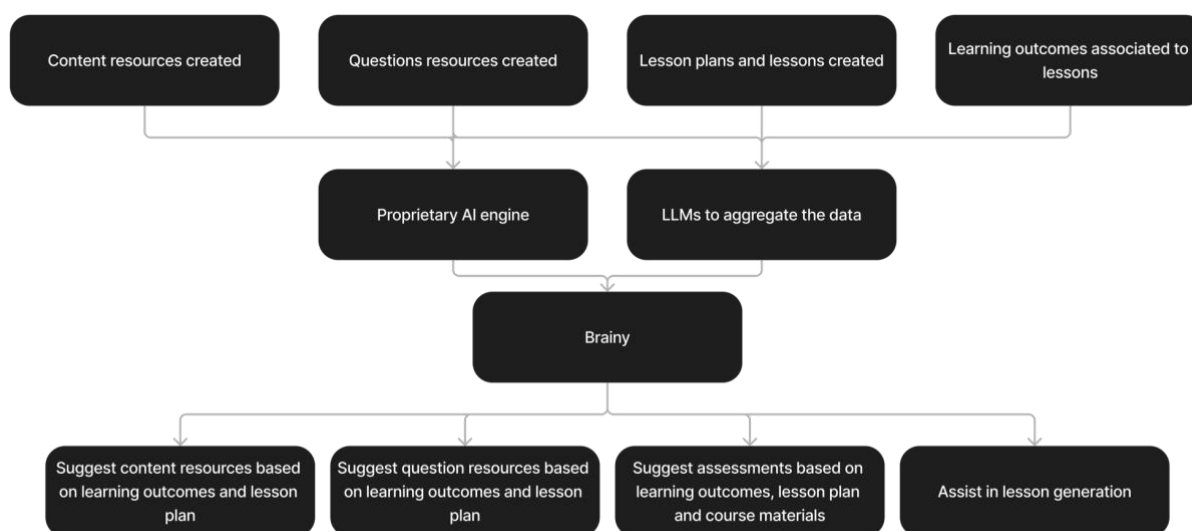 Content resources created
Questions resources created
Lesson plans and lessons created
Learning outcomes associated to
lessons
Proprietary AI engine
LLMs to aggregate the data
Brainy
Suggest content resources based
on learning outcomes and lesson
plan
Suggest question resources based
on learning outcomes and lesson
plan
Suggest assessments based on
learning outcomes, lesson plan
and course materials
Assist in lesson generation